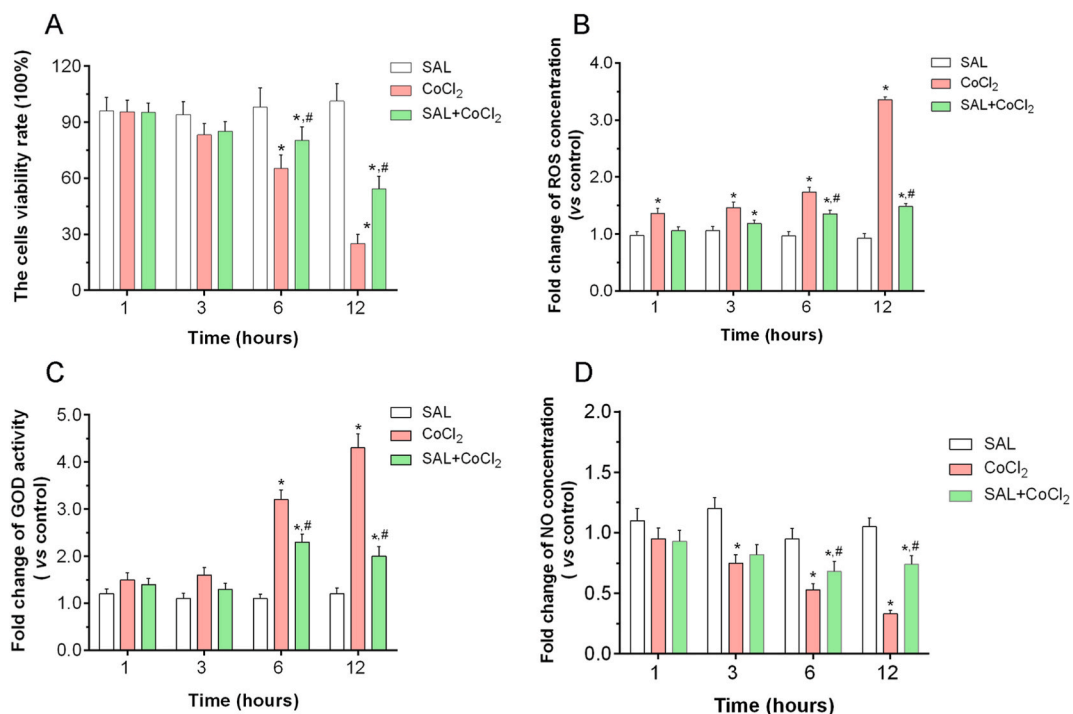 A
The cells viability rate (100%)
120
90
60
30
0
*
*,#
*
*,#
1
3
6
12
Time (hours)
SAL
CoCl₂
SAL+CoCl₂
B
Fold change of ROS concentration
(vs control)
4.0
3.0
2.0
1.0
0.0
*
*
*
*
*,#
*
*,#
1
3
6
12
Time (hours)
SAL
CoCl₂
SAL+CoCl₂
C
Fold change of GOD activity
( vs control)
5.0
4.0
3.0
2.0
1.0
0.0
*
*,#
*
*,#
1
3
6
12
Time (hours)
SAL
CoCl₂
SAL+CoCl₂
D
Fold change of NO concentration
( vs control)
2.0
1.5
1.0
0.5
0.0
*
*
*,#
*
*,#
1
3
6
12
Time (hours)
SAL
CoCl₂
SAL+CoCl₂